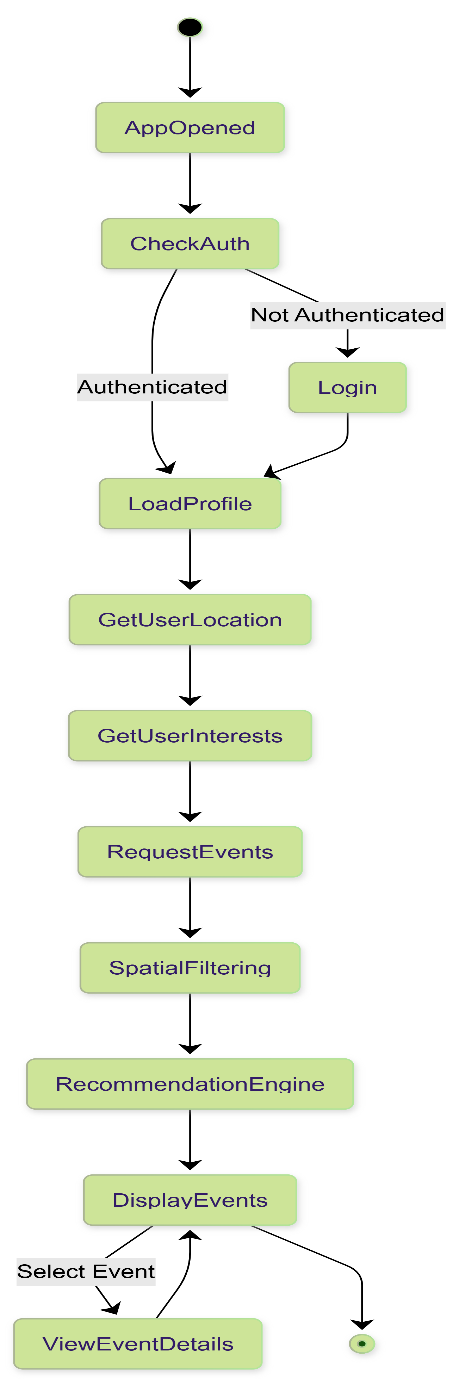 AppOpened
CheckAuth
Not Authenticated
Authenticated
Login
LoadProfile
GetUserLocation
GetUserInterests
RequestEvents
SpatialFiltering
RecommendationEngine
DisplayEvents
Select Event
ViewEventDetails